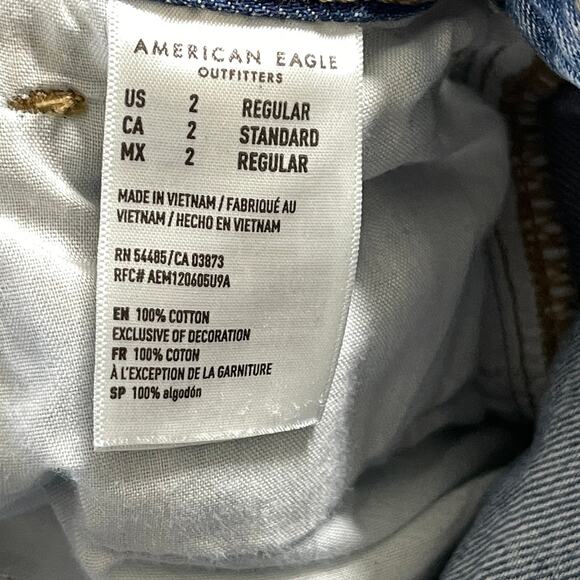 AMERICAN EAGLE
OUTFITTERS
US 2 REGULAR
CA 2 STANDARD
MX 2 REGULAR
MADE IN VIETNAM / FABRIQUÉ AU
VIETNAM / HECHO EN VIETNAM
RN 54485/CA 03873
RFC# AEM120605U9A
EN 100% COTTON
EXCLUSIVE OF DECORATION
FR 100% COTON
À L'EXCEPTION DE LA GARNITURE
SP 100% algodón